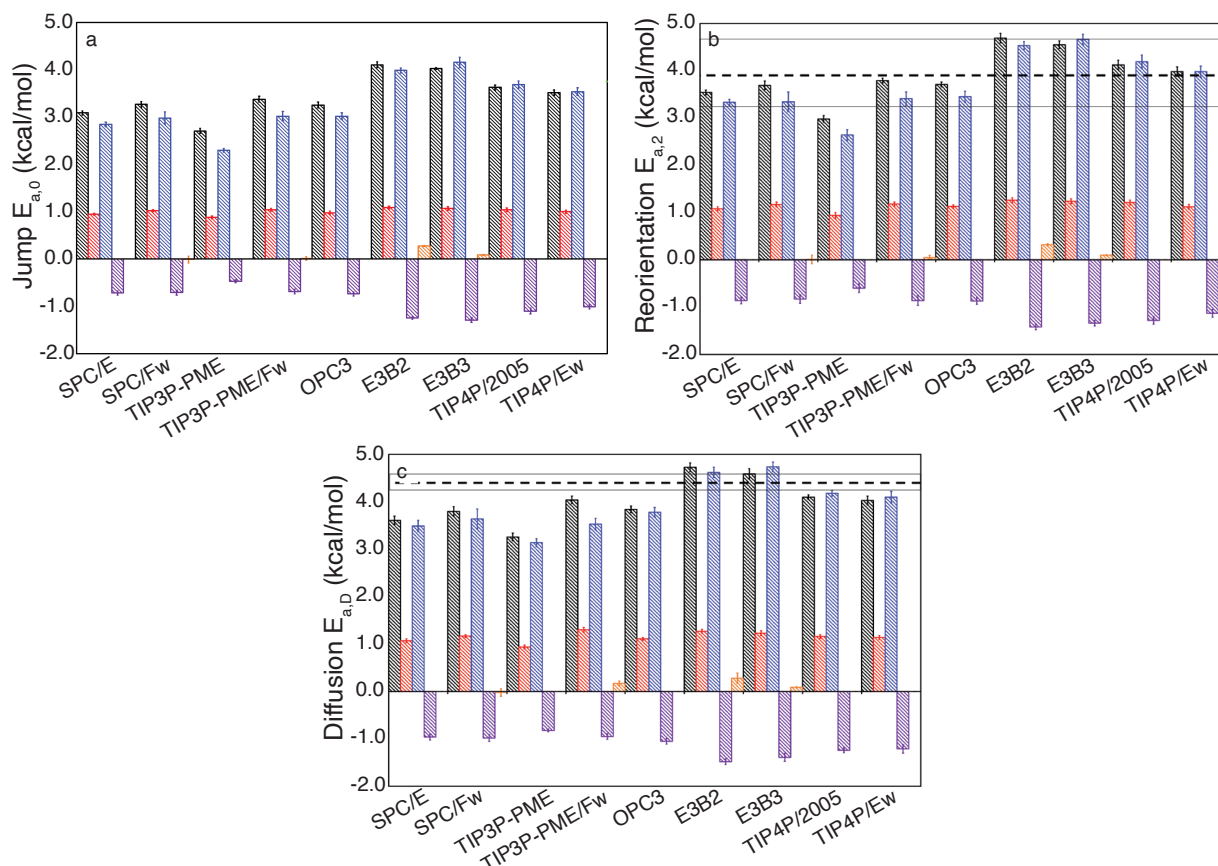 a
5.0
4.0
3.0
2.0
1.0
0.0
-1.0
-2.0
Jump E_{a,0} (kcal/mol)
SPC/E
SPC/Fw
TIP3P-PME
TIP3P-PME/Fw
OPC3
E3B2
E3B3
TIP4P/2005
TIP4P/Ew
b
5.0
4.0
3.0
2.0
1.0
0.0
-1.0
-2.0
Reorientation E_{a,2} (kcal/mol)
SPC/E
SPC/Fw
TIP3P-PME
TIP3P-PME/Fw
OPC3
E3B2
E3B3
TIP4P/2005
TIP4P/Ew
c
5.0
4.0
3.0
2.0
1.0
0.0
-1.0
-2.0
Diffusion E_{a,D} (kcal/mol)
SPC/E
SPC/Fw
TIP3P-PME
TIP3P-PME/Fw
OPC3
E3B2
E3B3
TIP4P/2005
TIP4P/Ew